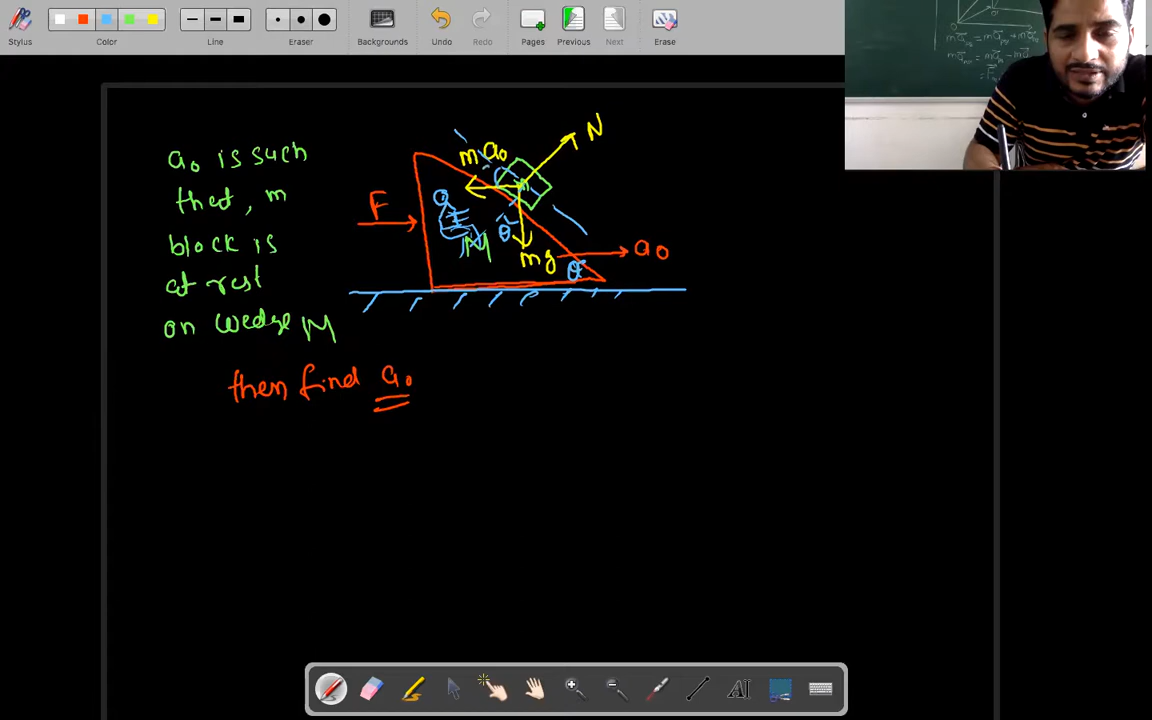 Stylus
Color
Line
Eraser
Backgrounds
Undo
Redo
Pages
Previous
Next
Erase
a₀ is such
that, m
block is
at rest
on wedge M
then find a₀
F
ma₀
N
m
θ
M
mg
θ
a₀